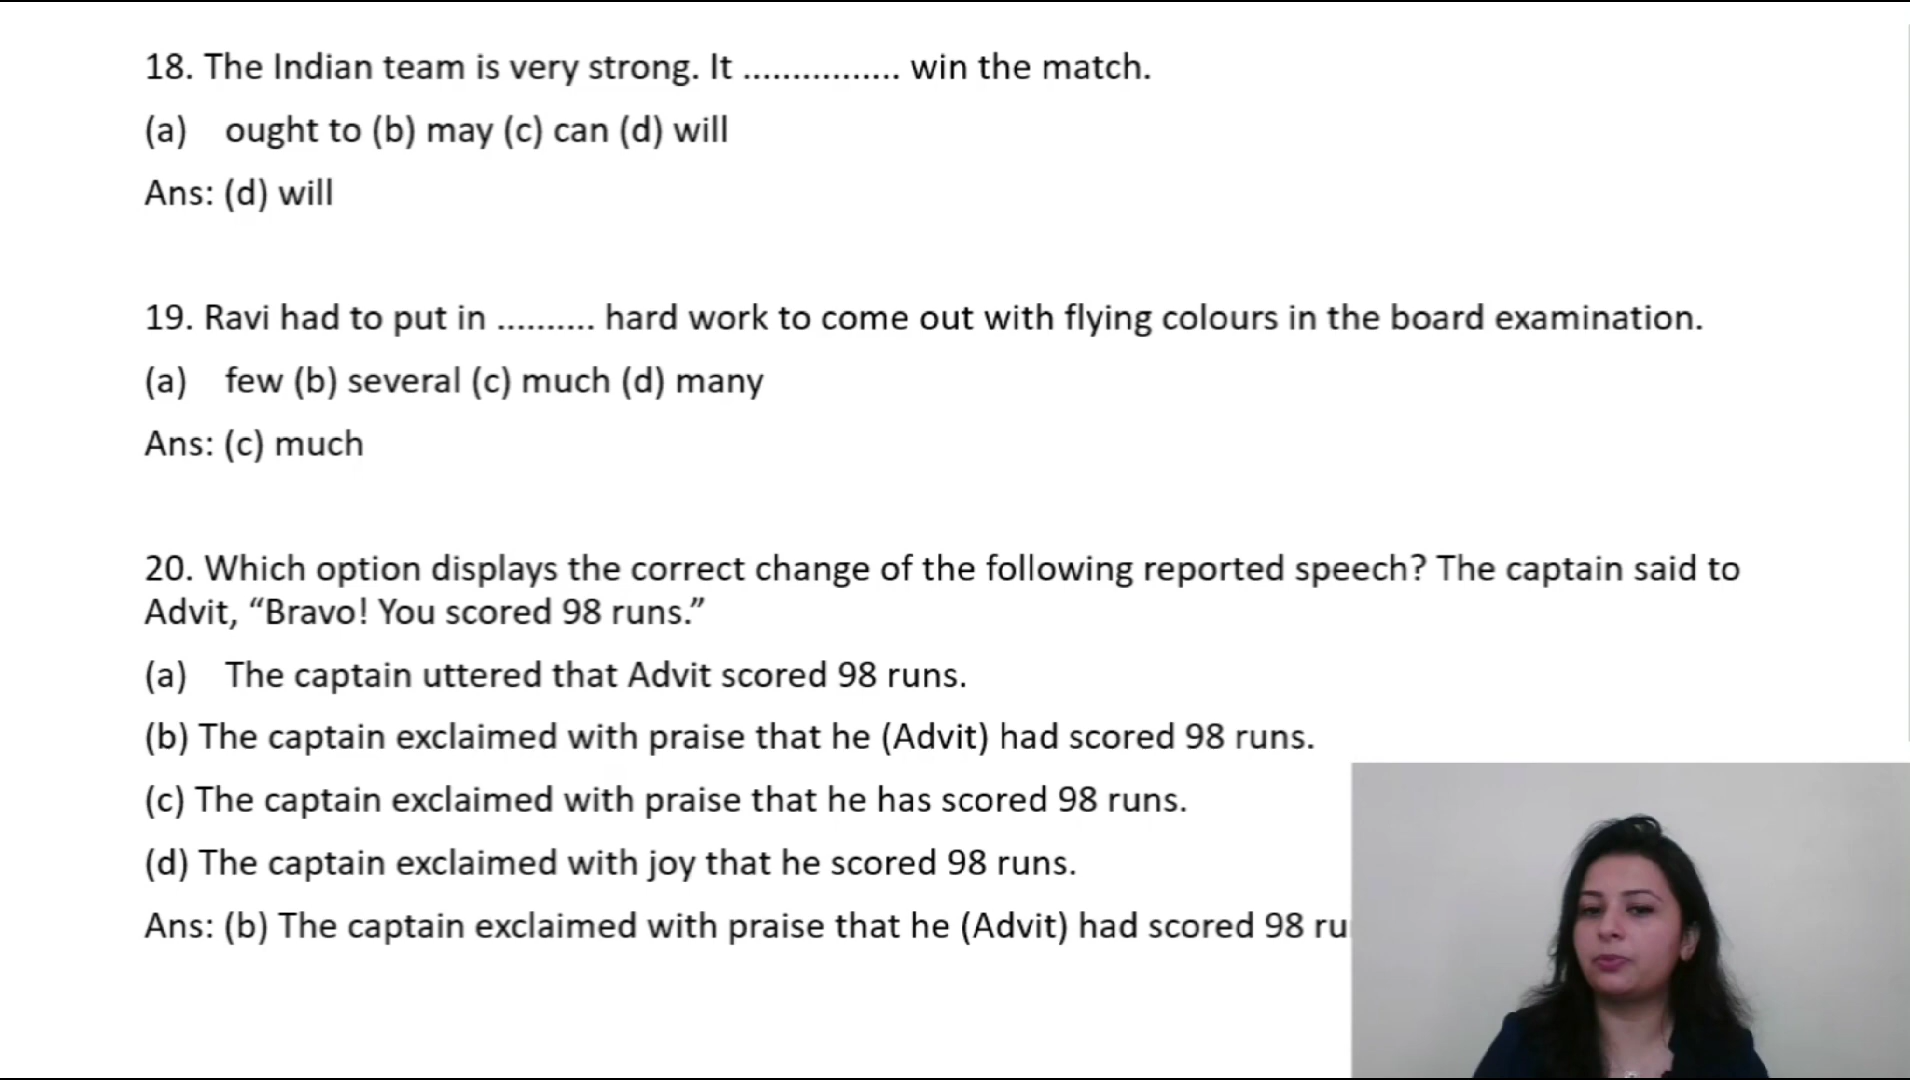 18. The Indian team is very strong. It ................ win the match.
(a) ought to (b) may (c) can (d) will
Ans: (d) will
19. Ravi had to put in .......... hard work to come out with flying colours in the board examination.
(a) few (b) several (c) much (d) many
Ans: (c) much
20. Which option displays the correct change of the following reported speech? The captain said to
Advit, “Bravo! You scored 98 runs.”
(a) The captain uttered that Advit scored 98 runs.
(b) The captain exclaimed with praise that he (Advit) had scored 98 runs.
(c) The captain exclaimed with praise that he has scored 98 runs.
(d) The captain exclaimed with joy that he scored 98 runs.
Ans: (b) The captain exclaimed with praise that he (Advit) had scored 98 ru